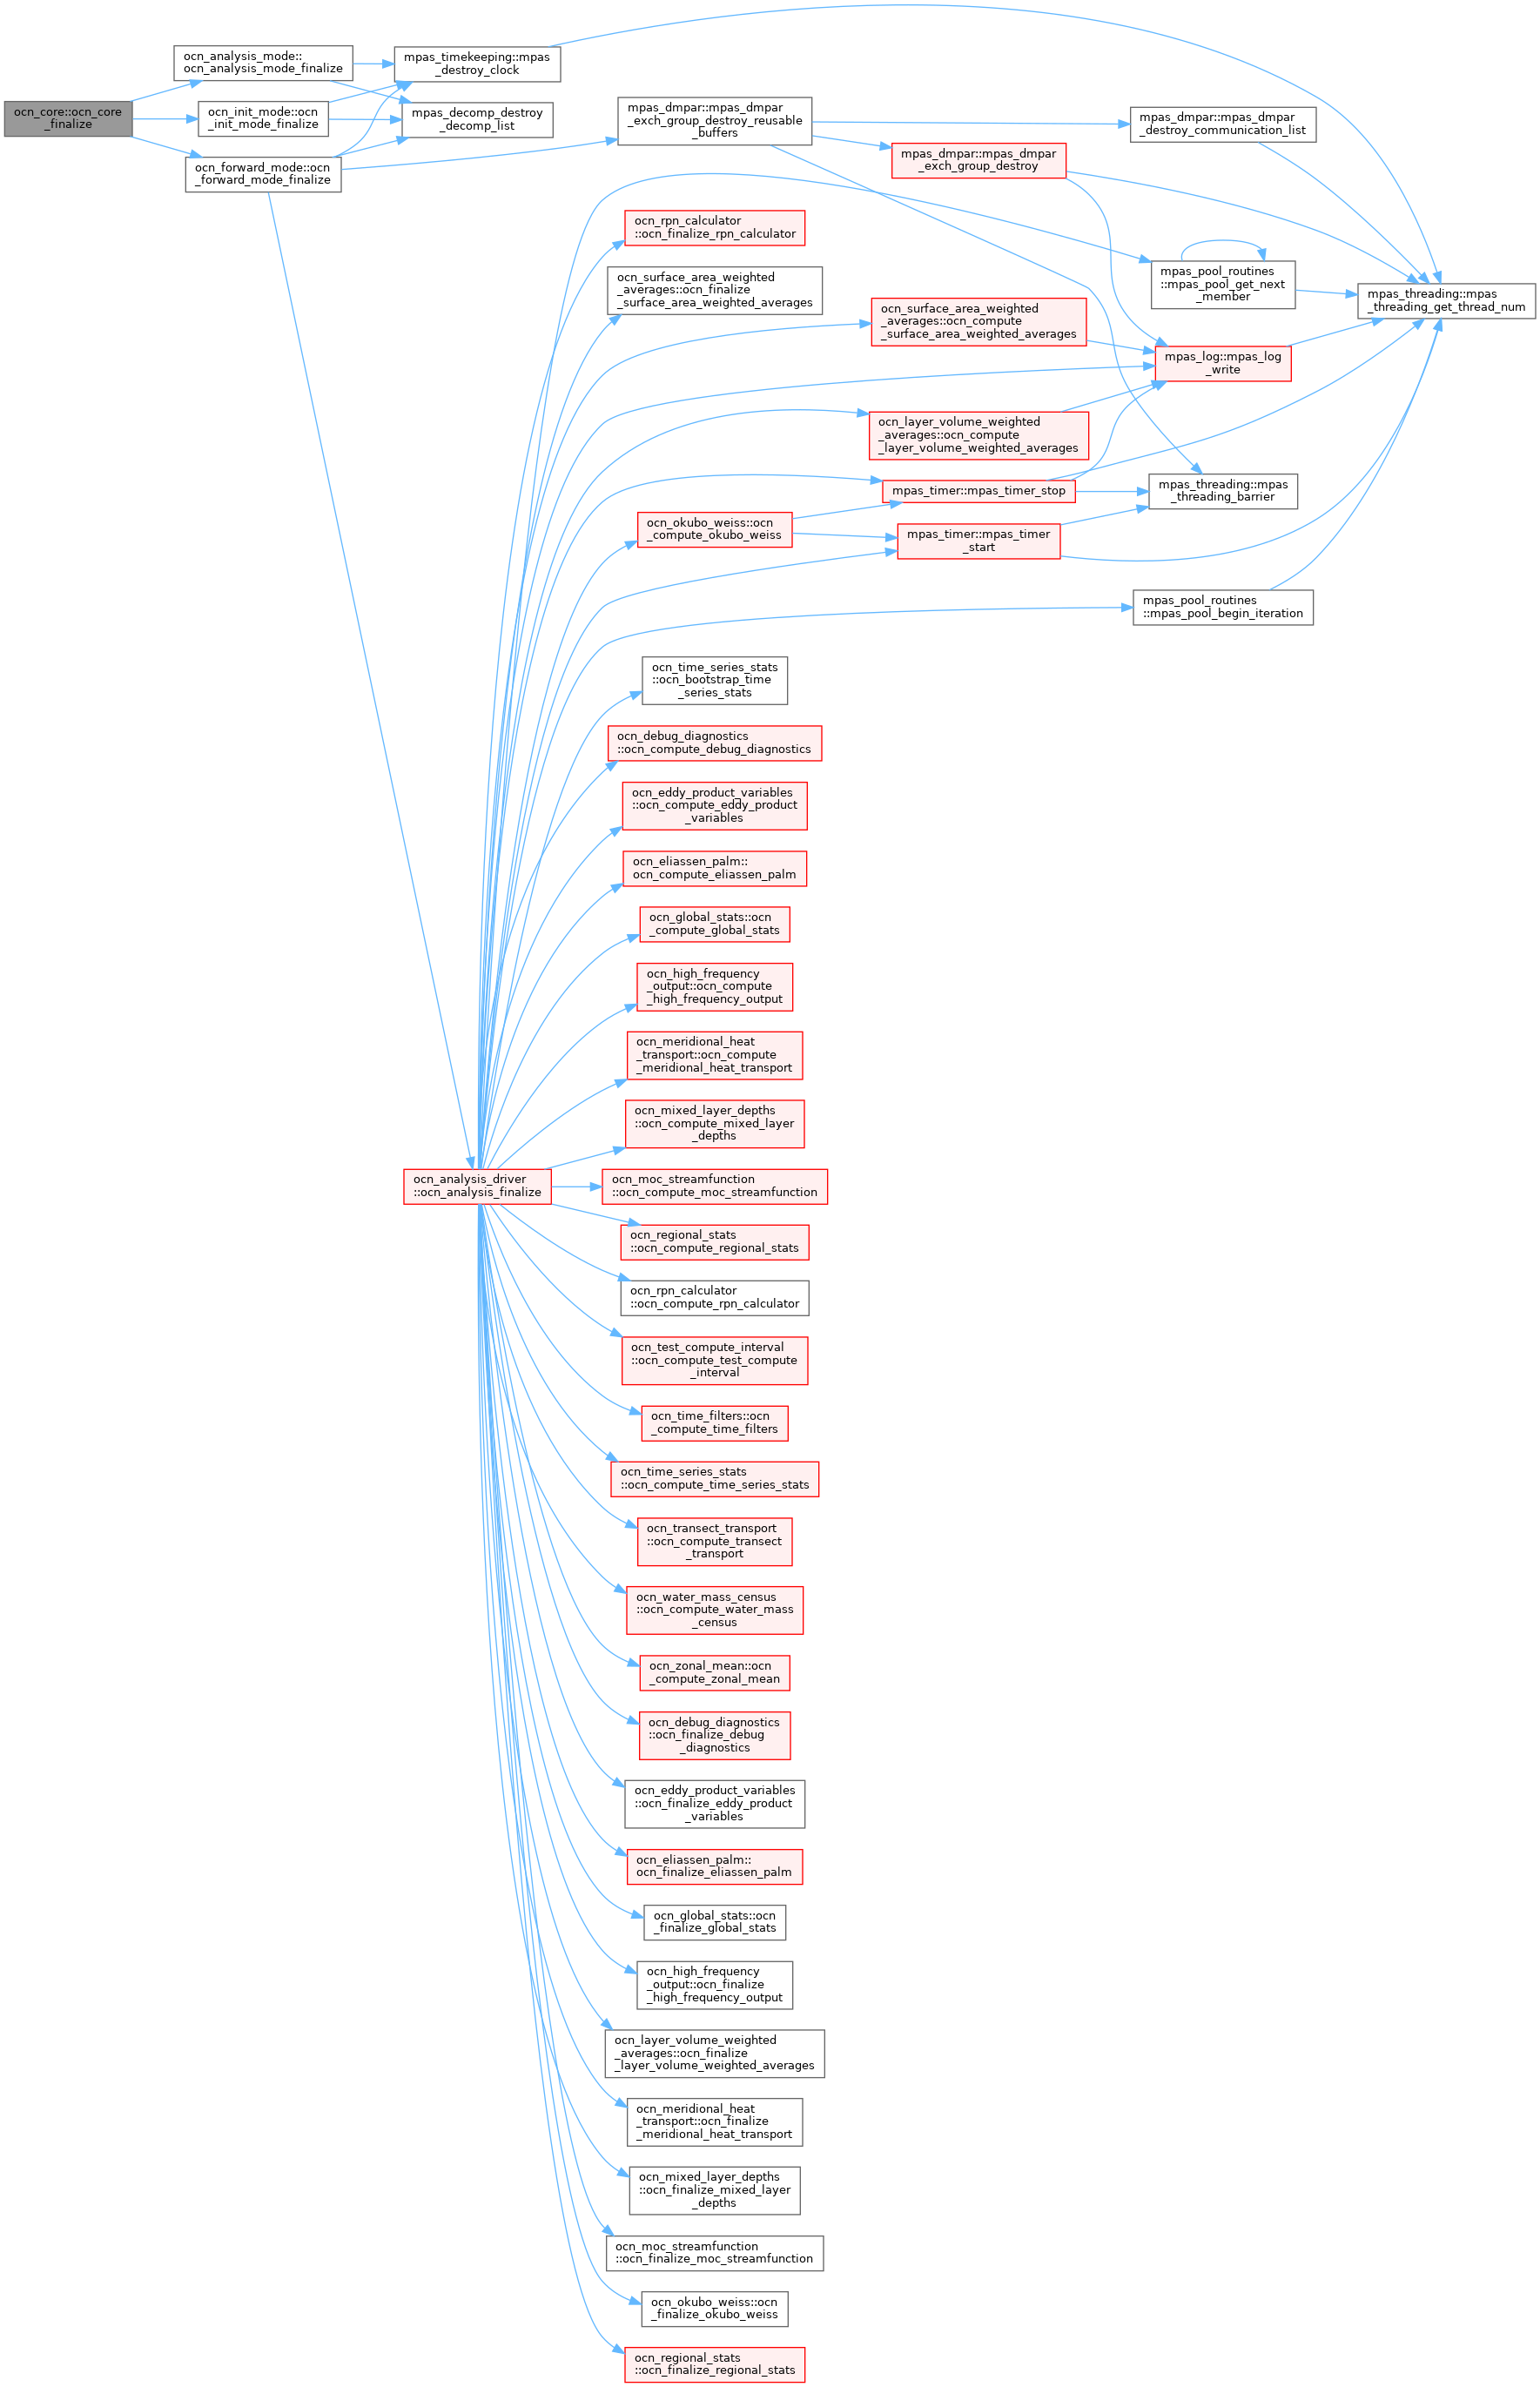 ocn_core::ocn_core
_finalize
ocn_analysis_mode::
ocn_analysis_mode_finalize
ocn_init_mode::ocn
_init_mode_finalize
ocn_forward_mode::ocn
_forward_mode_finalize
mpas_timekeeping::mpas
_destroy_clock
mpas_decomp_destroy
_decomp_list
mpas_dmpar::mpas_dmpar
_exch_group_destroy_reusable
_buffers
mpas_dmpar::mpas_dmpar
_destroy_communication_list
mpas_dmpar::mpas_dmpar
_exch_group_destroy
ocn_rpn_calculator
::ocn_finalize_rpn_calculator
ocn_surface_area_weighted
_averages::ocn_finalize
_surface_area_weighted_averages
mpas_pool_routines
::mpas_pool_get_next
_member
mpas_threading::mpas
_threading_get_thread_num
ocn_surface_area_weighted
_averages::ocn_compute
_surface_area_weighted_averages
mpas_log::mpas_log
_write
ocn_layer_volume_weighted
_averages::ocn_compute
_layer_volume_weighted_averages
mpas_timer::mpas_timer_stop
mpas_threading::mpas
_threading_barrier
ocn_okubo_weiss::ocn
_compute_okubo_weiss
mpas_timer::mpas_timer
_start
mpas_pool_routines
::mpas_pool_begin_iteration
ocn_time_series_stats
::ocn_bootstrap_time
_series_stats
ocn_debug_diagnostics
::ocn_compute_debug_diagnostics
ocn_eddy_product_variables
::ocn_compute_eddy_product
_variables
ocn_eliassen_palm::
ocn_compute_eliassen_palm
ocn_global_stats::ocn
_compute_global_stats
ocn_high_frequency
_output::ocn_compute
_high_frequency_output
ocn_meridional_heat
_transport::ocn_compute
_meridional_heat_transport
ocn_mixed_layer_depths
::ocn_compute_mixed_layer
_depths
ocn_analysis_driver
::ocn_analysis_finalize
ocn_moc_streamfunction
::ocn_compute_moc_streamfunction
ocn_regional_stats
::ocn_compute_regional_stats
ocn_rpn_calculator
::ocn_compute_rpn_calculator
ocn_test_compute_interval
::ocn_compute_test_compute
_interval
ocn_time_filters::ocn
_compute_time_filters
ocn_time_series_stats
::ocn_compute_time_series_stats
ocn_transect_transport
::ocn_compute_transect
_transport
ocn_water_mass_census
::ocn_compute_water_mass
_census
ocn_zonal_mean::ocn
_compute_zonal_mean
ocn_debug_diagnostics
::ocn_finalize_debug
_diagnostics
ocn_eddy_product_variables
::ocn_finalize_eddy_product
_variables
ocn_eliassen_palm::
ocn_finalize_eliassen_palm
ocn_global_stats::ocn
_finalize_global_stats
ocn_high_frequency
_output::ocn_finalize
_high_frequency_output
ocn_layer_volume_weighted
_averages::ocn_finalize
_layer_volume_weighted_averages
ocn_meridional_heat
_transport::ocn_finalize
_meridional_heat_transport
ocn_mixed_layer_depths
::ocn_finalize_mixed_layer
_depths
ocn_moc_streamfunction
::ocn_finalize_moc_streamfunction
ocn_okubo_weiss::ocn
_finalize_okubo_weiss
ocn_regional_stats
::ocn_finalize_regional_stats